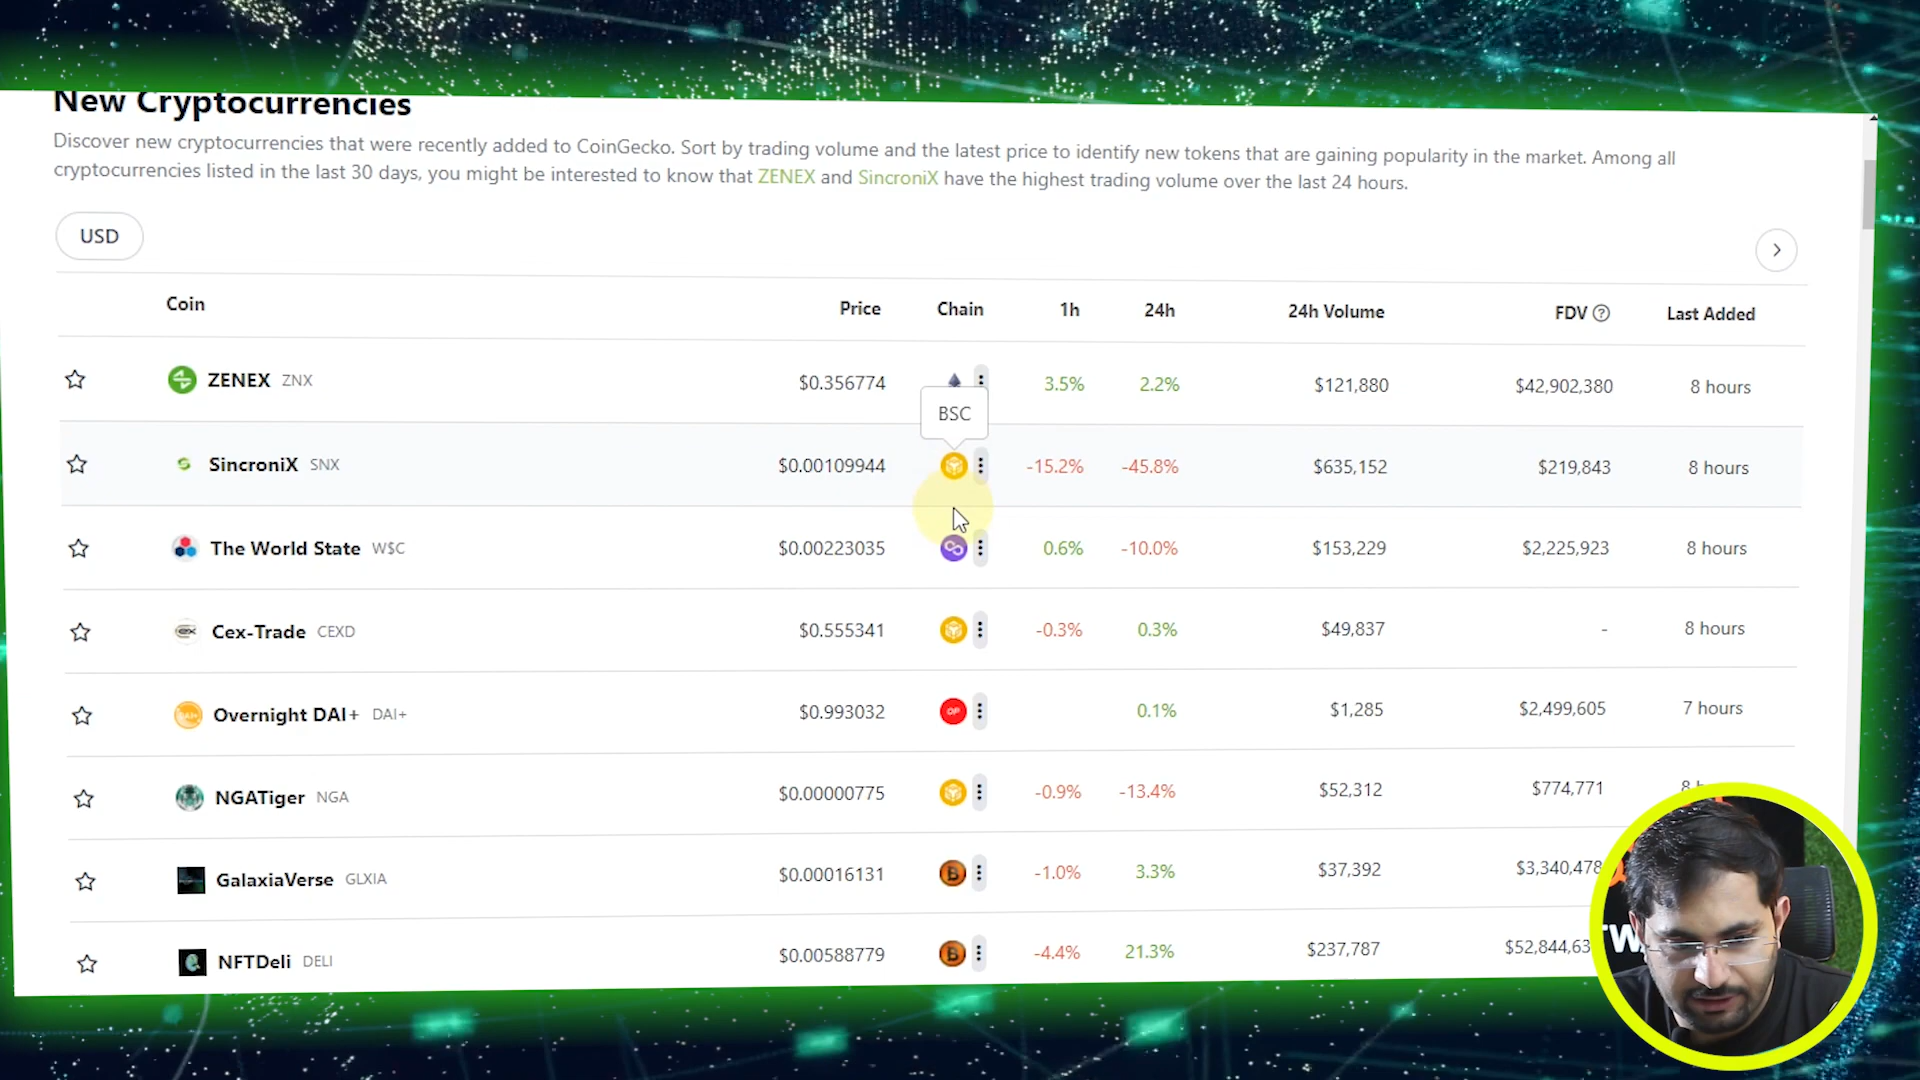 New Cryptocurrencies
Discover new cryptocurrencies that were recently added to CoinGecko. Sort by trading volume and the latest price to identify new tokens that are gaining popularity in the market. Among all
cryptocurrencies listed in the last 30 days, you might be interested to know that ZENEX and SincroniX have the highest trading volume over the last 24 hours.
USD
Coin Price Chain 1h 24h 24h Volume FDV ? Last Added
ZENEX ZNX $0.356774 3.5% 2.2% $121,880 $42,902,380 8 hours
BSC
SincroniX SNX $0.00109944 -15.2% -45.8% $635,152 $219,843 8 hours
The World State W$C $0.00223035 0.6% -10.0% $153,229 $2,225,923 8 hours
Cex-Trade CEXD $0.555341 -0.3% 0.3% $49,837 - 8 hours
Overnight DAI+ DAI+ $0.993032 OP 0.1% $1,285 $2,499,605 7 hours
NGATiger NGA $0.00000775 -0.9% -13.4% $52,312 $774,771 8
GalaxiaVerse GLXIA $0.00016131 -1.0% 3.3% $37,392 $3,340,478
NFTDeli DELI $0.00588779 -4.4% 21.3% $237,787 $52,844,63